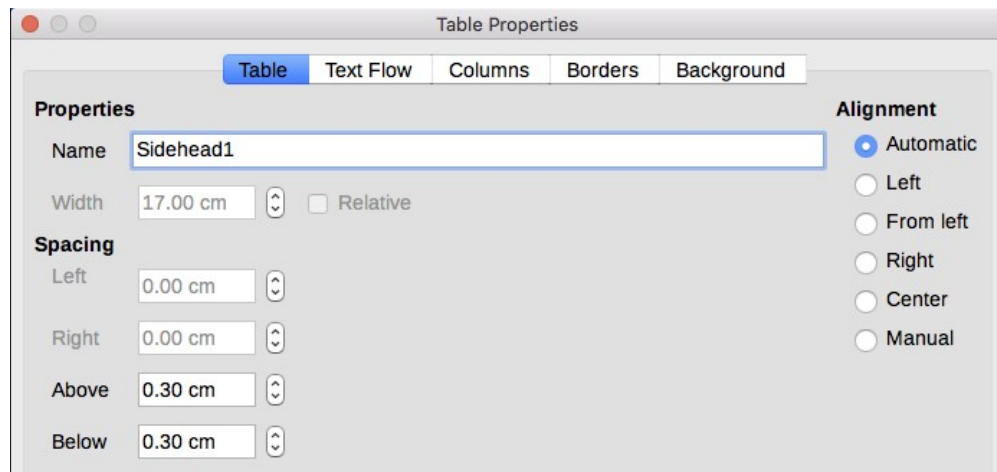 Table Properties
Table Text Flow Columns Borders Background
Properties
Name Sidehead1
Width 17.00 cm Relative
Spacing
Left 0.00 cm
Right 0.00 cm
Above 0.30 cm
Below 0.30 cm
Alignment
Automatic
Left
From left
Right
Center
Manual